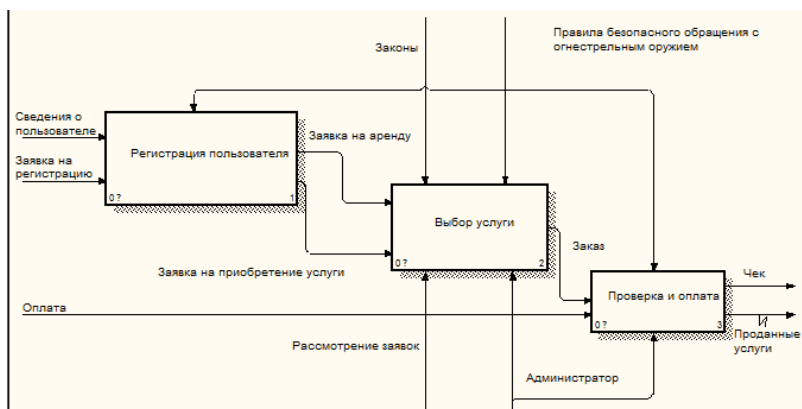 Законы
Правила безопасного обращения с
огнестрельным оружием
Сведения о
пользователе
Заявка на
регистрацию
Регистрация пользователя
0 ?
1
Заявка на аренду
Заявка на приобретение услуги
Выбор услуги
0 ?
2
Заказ
Оплата
Проверка и оплата
0 ?
3
Чек
Проданные
услуги
Рассмотрение заявок
Администратор